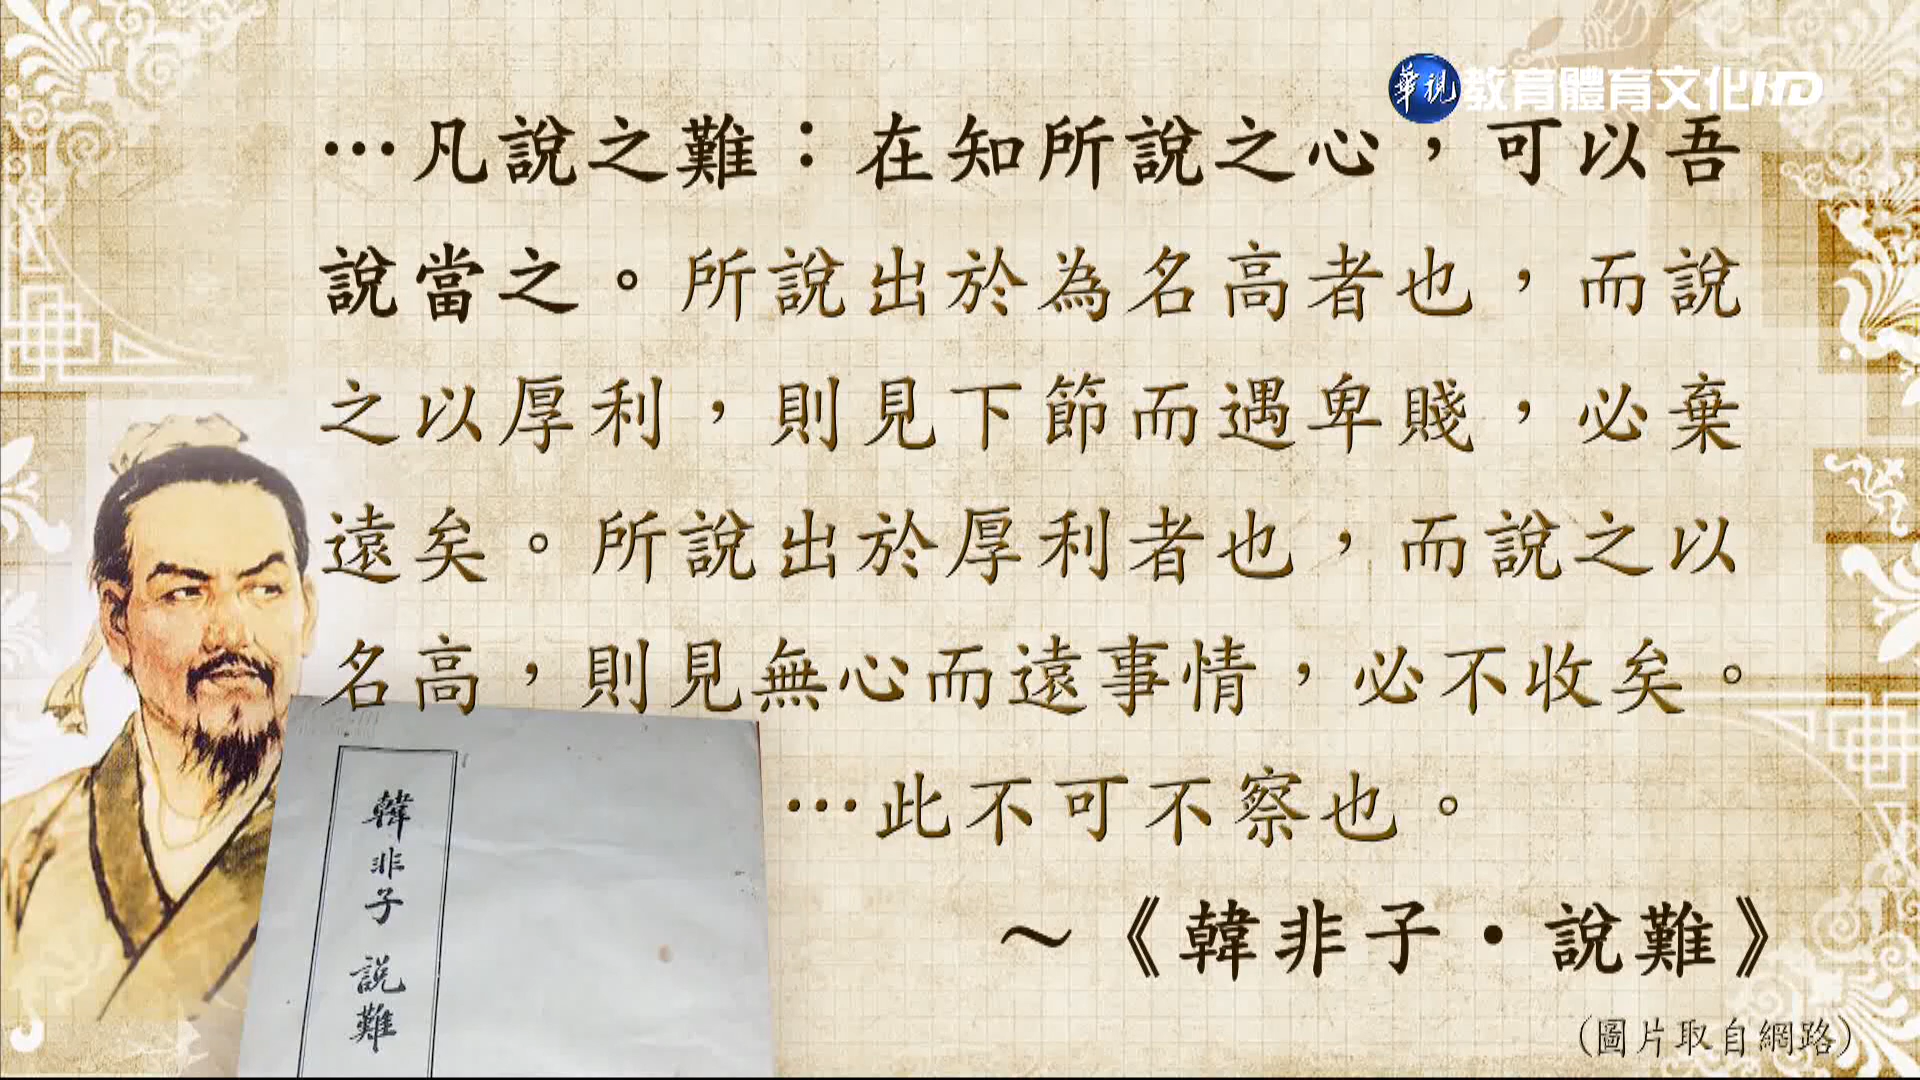 華視 教育體育文化HD
…凡說之難：在知所說之心，可以吾
說當之。所說出於為名高者也，而說
之以厚利，則見下節而遇卑賤，必棄
遠矣。所說出於厚利者也，而說之以
名高，則見無心而遠事情，必不收矣。
…此不可不察也。
～《韓非子·說難》
韓非子 說難
(圖片取自網路)